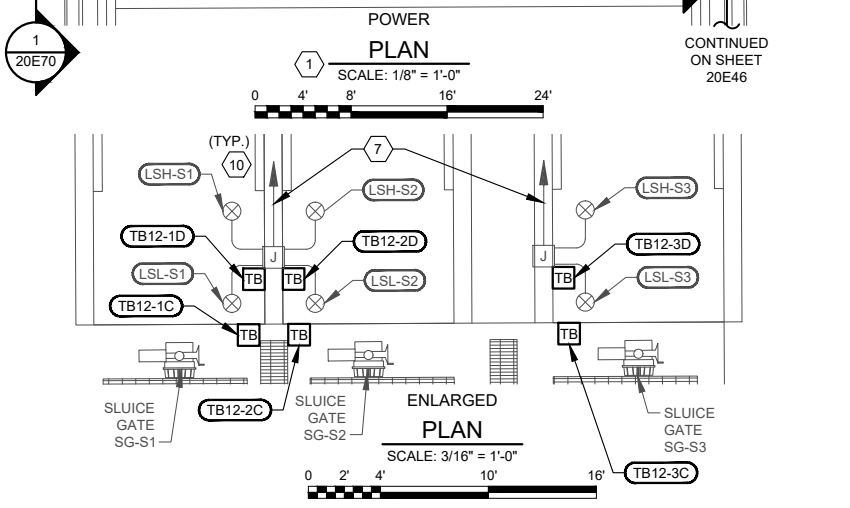 POWER
1
20E70
PLAN
1
SCALE: 1/8" = 1'-0"
CONTINUED
ON SHEET
20E46
0 4' 8' 16' 24'
(TYP.)
10
7
LSH-S1
LSH-S2
LSH-S3
TB12-1D
TB12-2D
TB12-3D
J
J
LSL-S1
TB
TB
LSL-S2
TB
LSL-S3
TB12-1C
TB
TB
TB
SLUICE
GATE
SG-S1
TB12-2C
SLUICE
GATE
SG-S2
ENLARGED
PLAN
SCALE: 3/16" = 1'-0"
SLUICE
GATE
SG-S3
TB12-3C
0 2' 4' 10' 16'